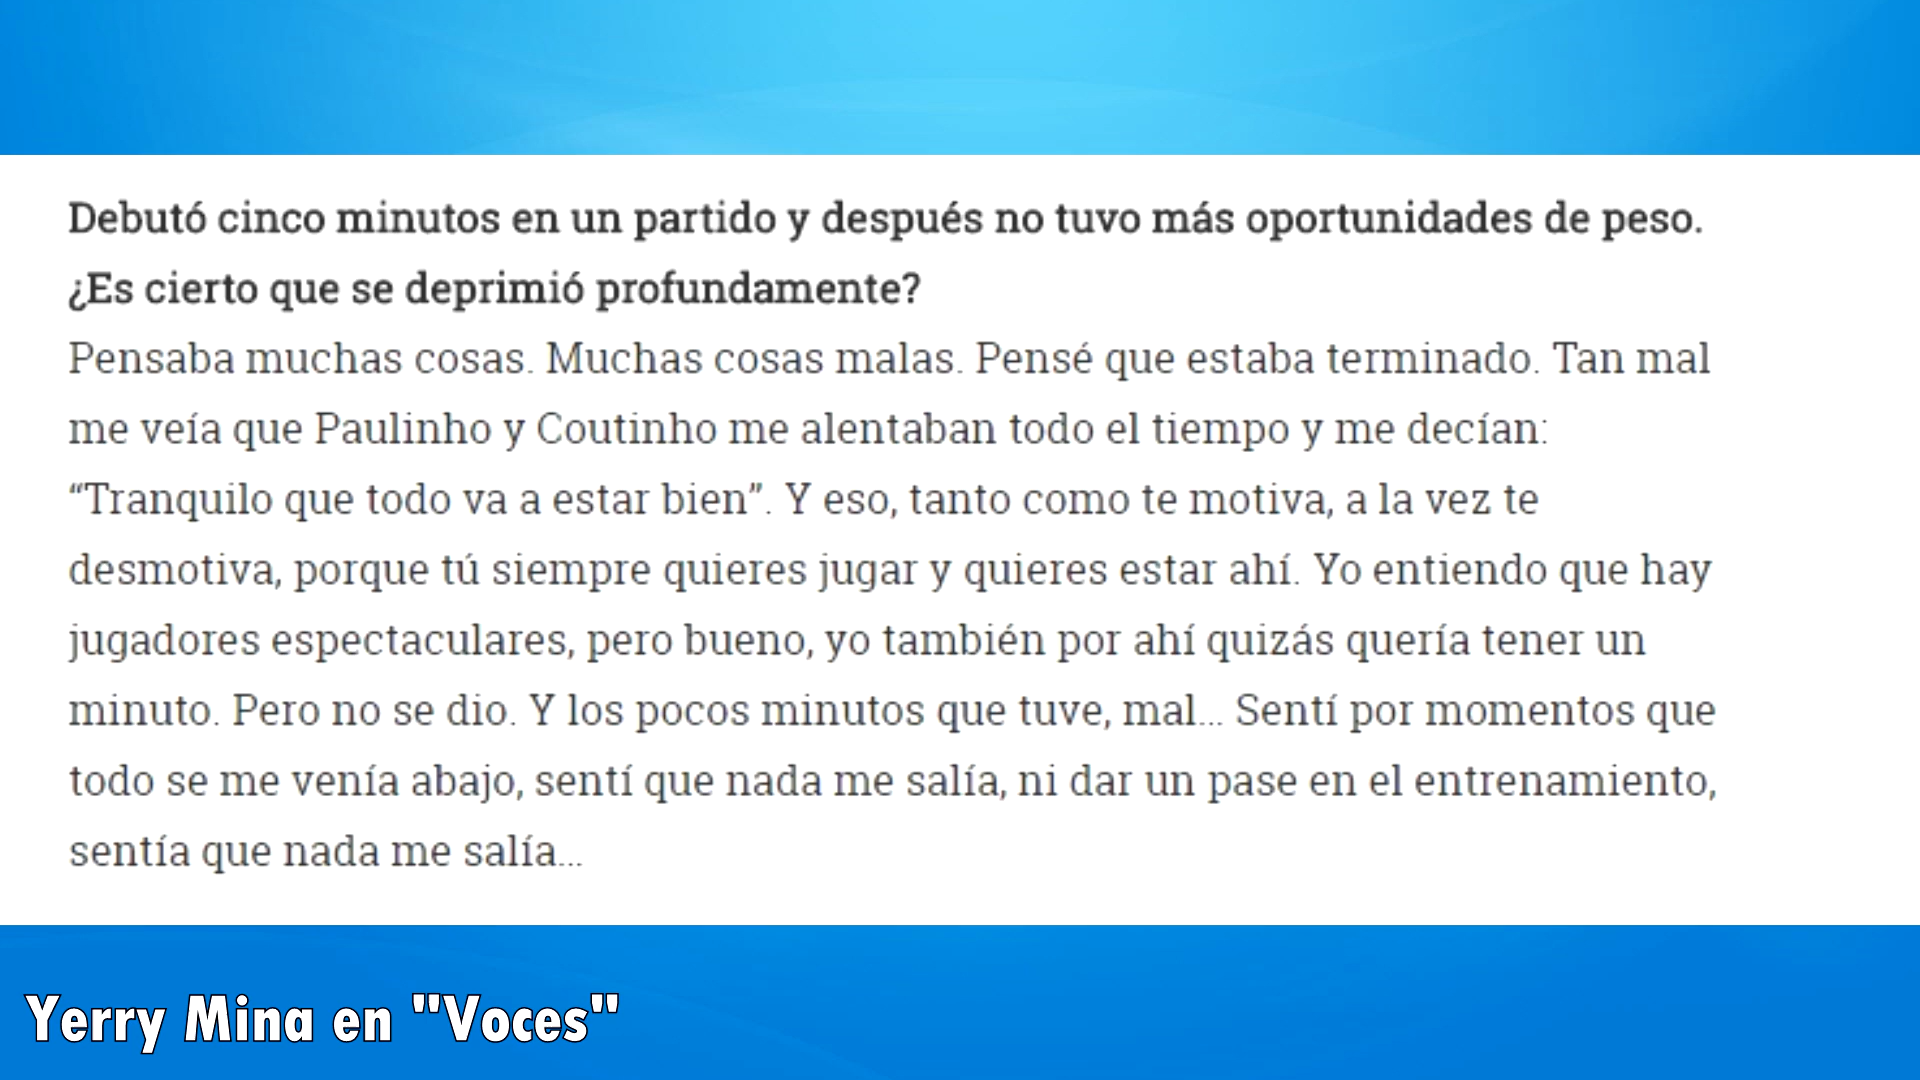 Debutó cinco minutos en un partido y después no tuvo más oportunidades de peso.
¿Es cierto que se deprimió profundamente?
Pensaba muchas cosas. Muchas cosas malas. Pensé que estaba terminado. Tan mal
me veía que Paulinho y Coutinho me alentaban todo el tiempo y me decían:
“Tranquilo que todo va a estar bien”. Y eso, tanto como te motiva, a la vez te
desmotiva, porque tú siempre quieres jugar y quieres estar ahí. Yo entiendo que hay
jugadores espectaculares, pero bueno, yo también por ahí quizás quería tener un
minuto. Pero no se dio. Y los pocos minutos que tuve, mal... Sentí por momentos que
todo se me venía abajo, sentí que nada me salía, ni dar un pase en el entrenamiento,
sentía que nada me salía...
Yerry Mina en "Voces"